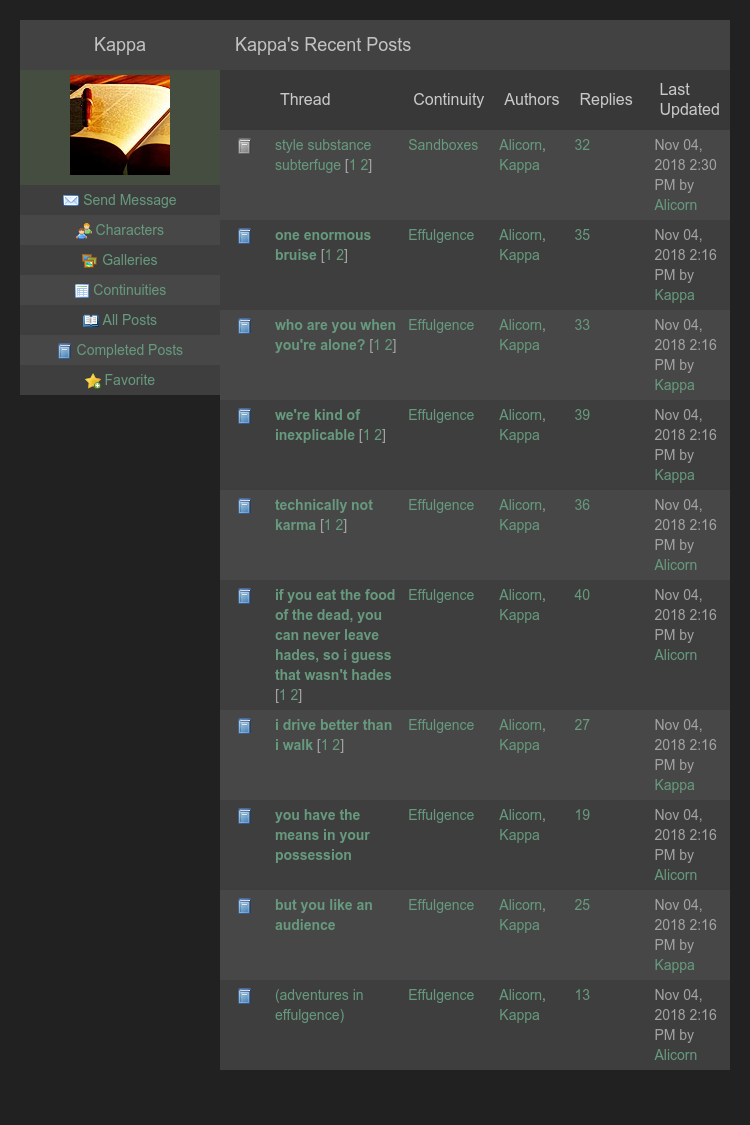 Kappa
Send Message
Characters
Galleries
Continuities
All Posts
Completed Posts
Favorite
Kappa's Recent Posts
Thread Continuity Authors Replies Last
Updated
style substance Sandboxes Alicorn, 32 Nov 04,
subterfuge [1 2] Kappa 2018 2:30
PM by
Alicorn
one enormous Effulgence Alicorn, 35 Nov 04,
bruise [1 2] Kappa 2018 2:16
PM by
Kappa
who are you when Effulgence Alicorn, 33 Nov 04,
you're alone? [1 2] Kappa 2018 2:16
PM by
Kappa
we're kind of Effulgence Alicorn, 39 Nov 04,
inexplicable [1 2] Kappa 2018 2:16
PM by
Kappa
technically not Effulgence Alicorn, 36 Nov 04,
karma [1 2] Kappa 2018 2:16
PM by
Alicorn
if you eat the food Effulgence Alicorn, 40 Nov 04,
of the dead, you Kappa 2018 2:16
can never leave PM by
hades, so i guess Alicorn
that wasn't hades
[1 2]
i drive better than Effulgence Alicorn, 27 Nov 04,
i walk [1 2] Kappa 2018 2:16
PM by
Kappa
you have the Effulgence Alicorn, 19 Nov 04,
means in your Kappa 2018 2:16
possession PM by
Alicorn
but you like an Effulgence Alicorn, 25 Nov 04,
audience Kappa 2018 2:16
PM by
Kappa
(adventures in Effulgence Alicorn, 13 Nov 04,
effulgence) Kappa 2018 2:16
PM by
Alicorn